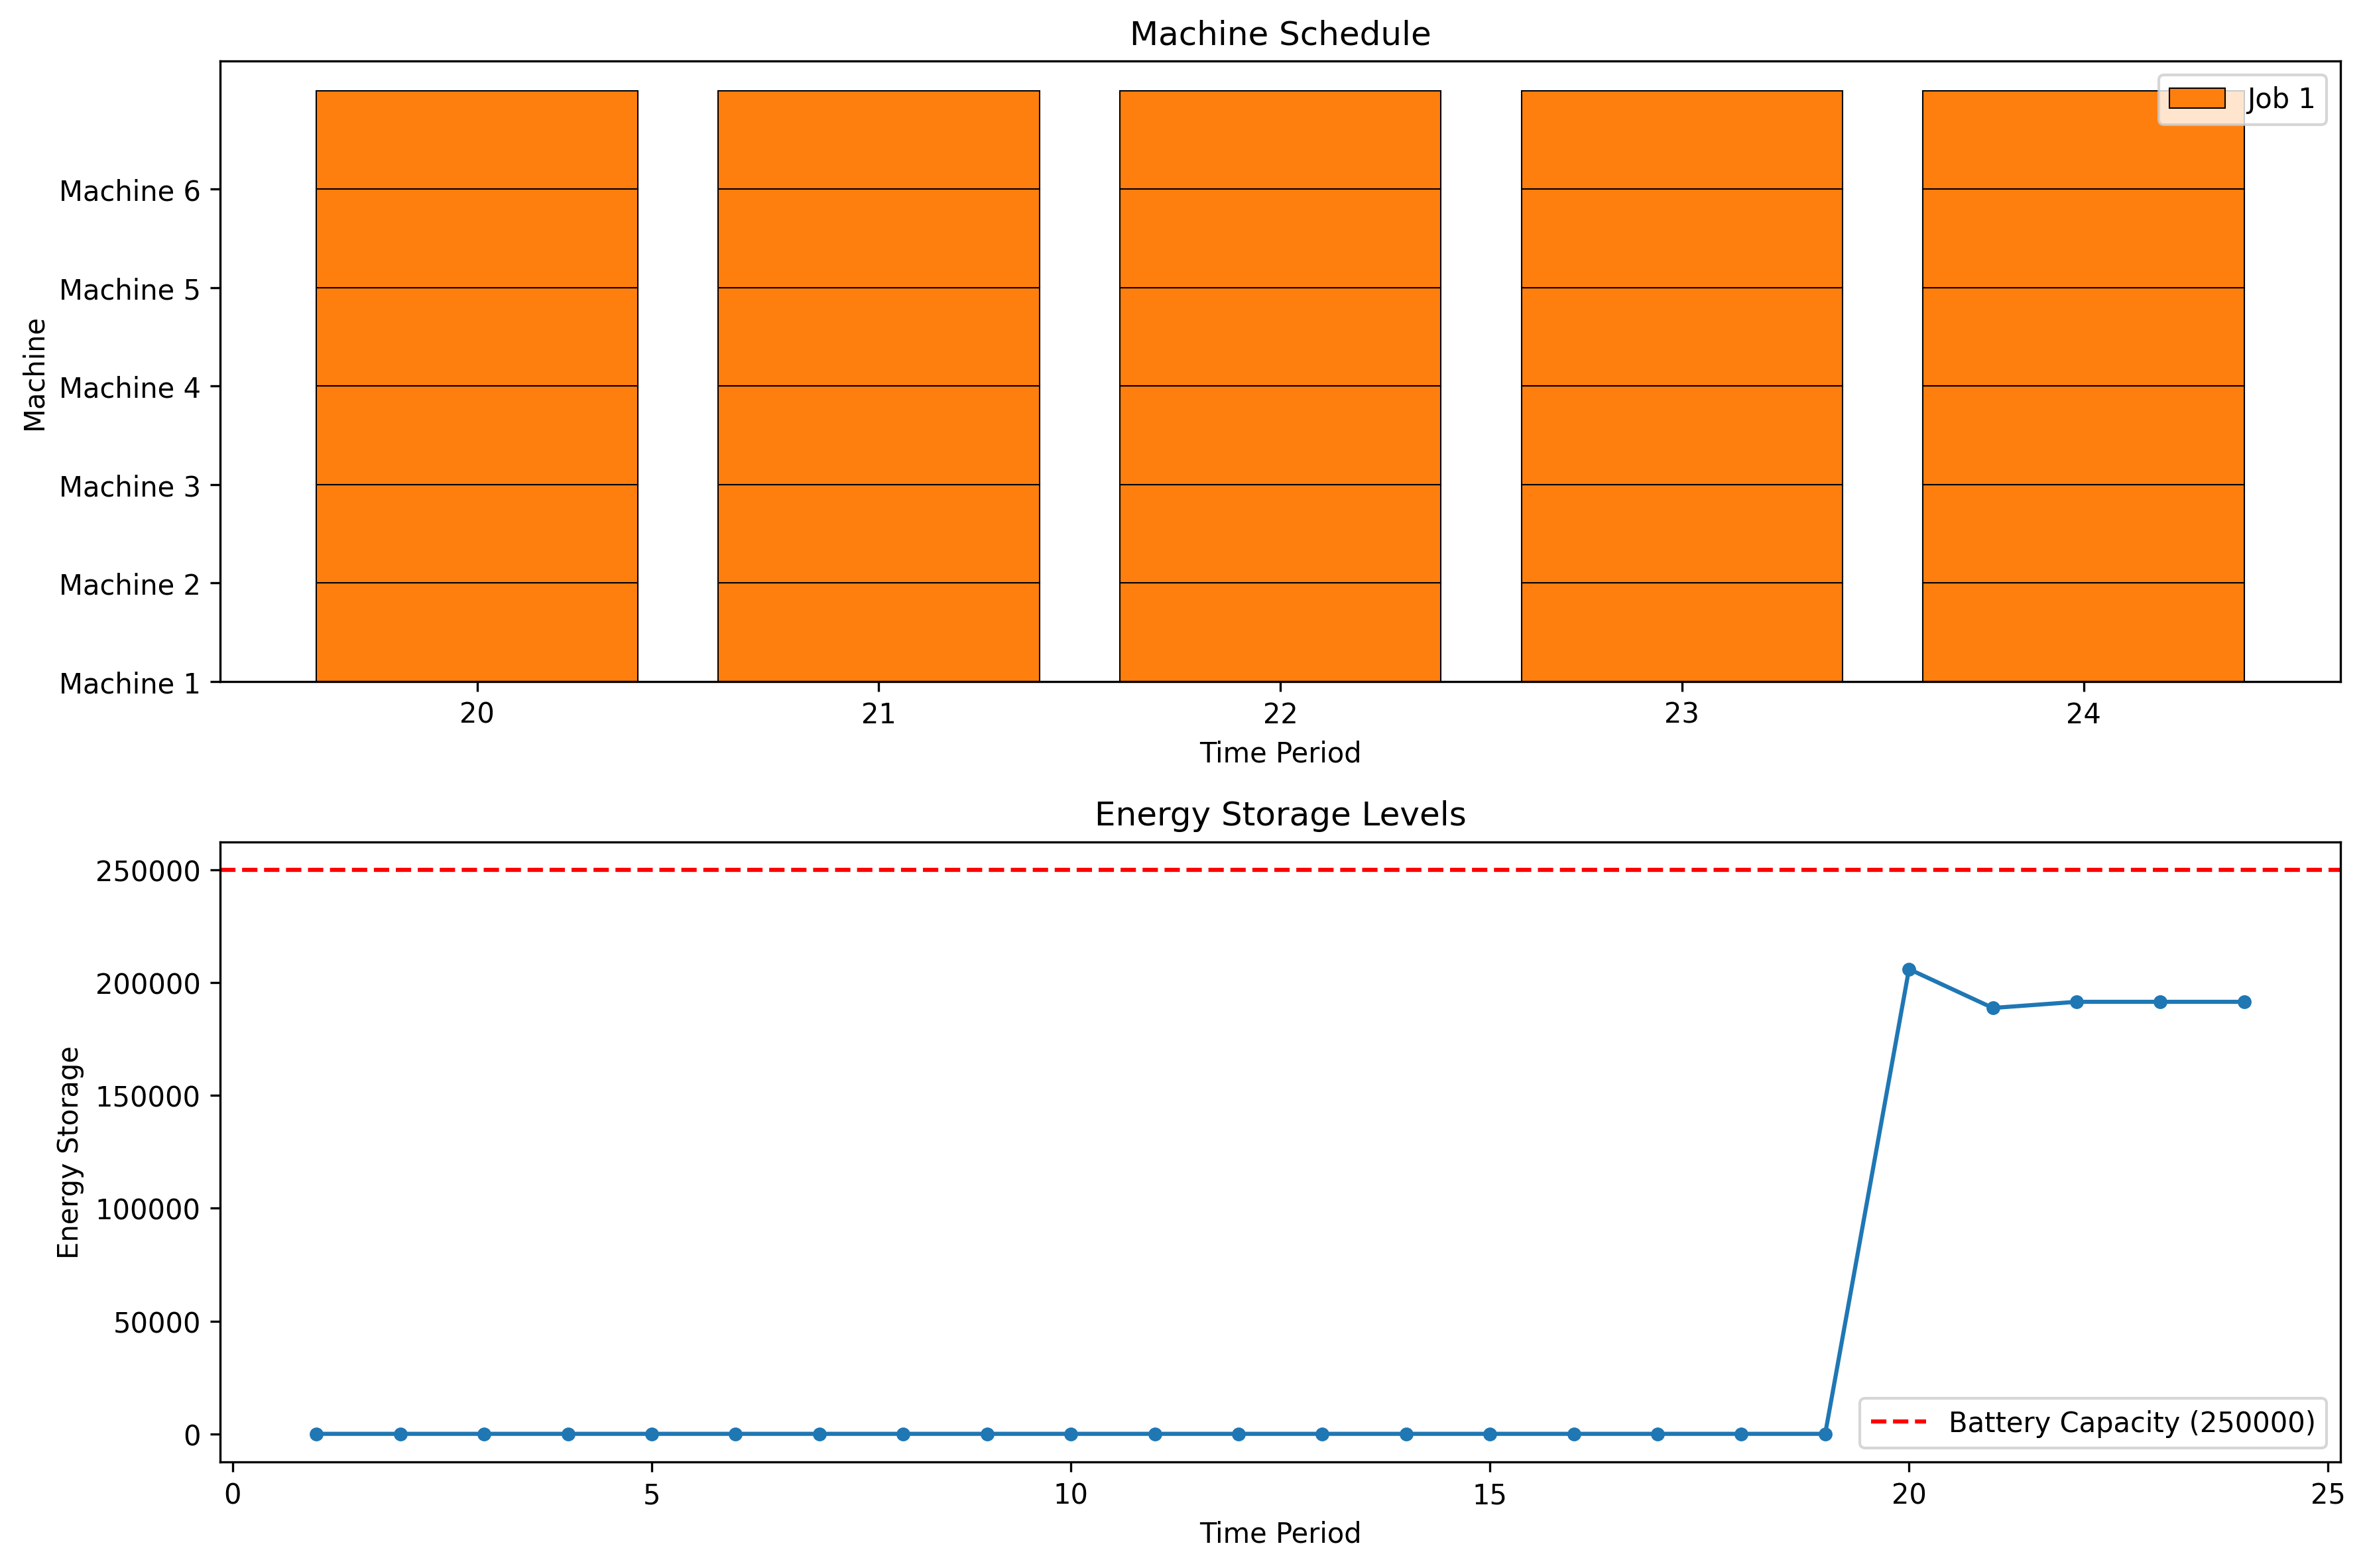 Machine Schedule
Job 1
Machine 6
Machine 5
Machine 4
Machine 3
Machine 2
Machine 1
Machine
20 21 22 23 24
Time Period
Energy Storage Levels
250000
200000
150000
100000
50000
0
Energy Storage
Battery Capacity (250000)
0 5 10 15 20 25
Time Period